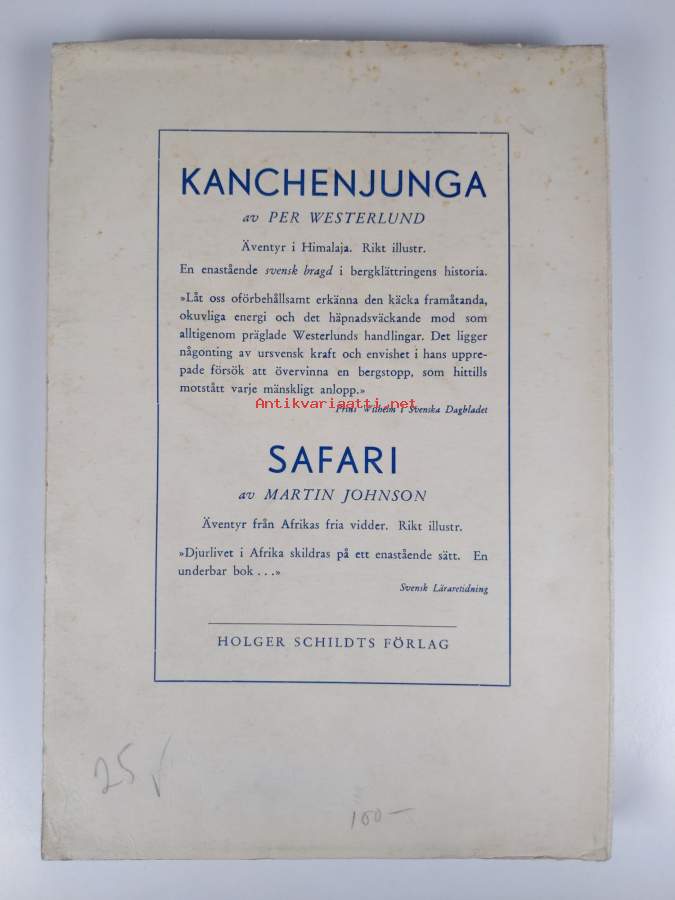 KANCHENJUNGA
av PER WESTERLUND
Äventyr i Himalaja. Rikt illustr.
En enastående svensk bragd i bergklättringens historia.
»Låt oss oförbehållsamt erkänna den käcka framåtanda,
okuvliga energi och det häpnadsväckande mod som
alltigenom präglade Westerlunds handlingar. Det ligger
någonting av ursvensk kraft och envishet i hans uppre-
pade försök att övervinna en bergstopp, som hittills
motstått varje mänskligt anlopp.»
Antikvariaatti.net
Prins Wilhelm i Svenska Dagbladet
SAFARI
av MARTIN JOHNSON
Äventyr från Afrikas fria vidder. Rikt illustr.
»Djurlivet i Afrika skildras på ett enastående sätt. En
underbar bok . . .»
Svensk Läraretidning
HOLGER SCHILDTS FÖRLAG
25
100-